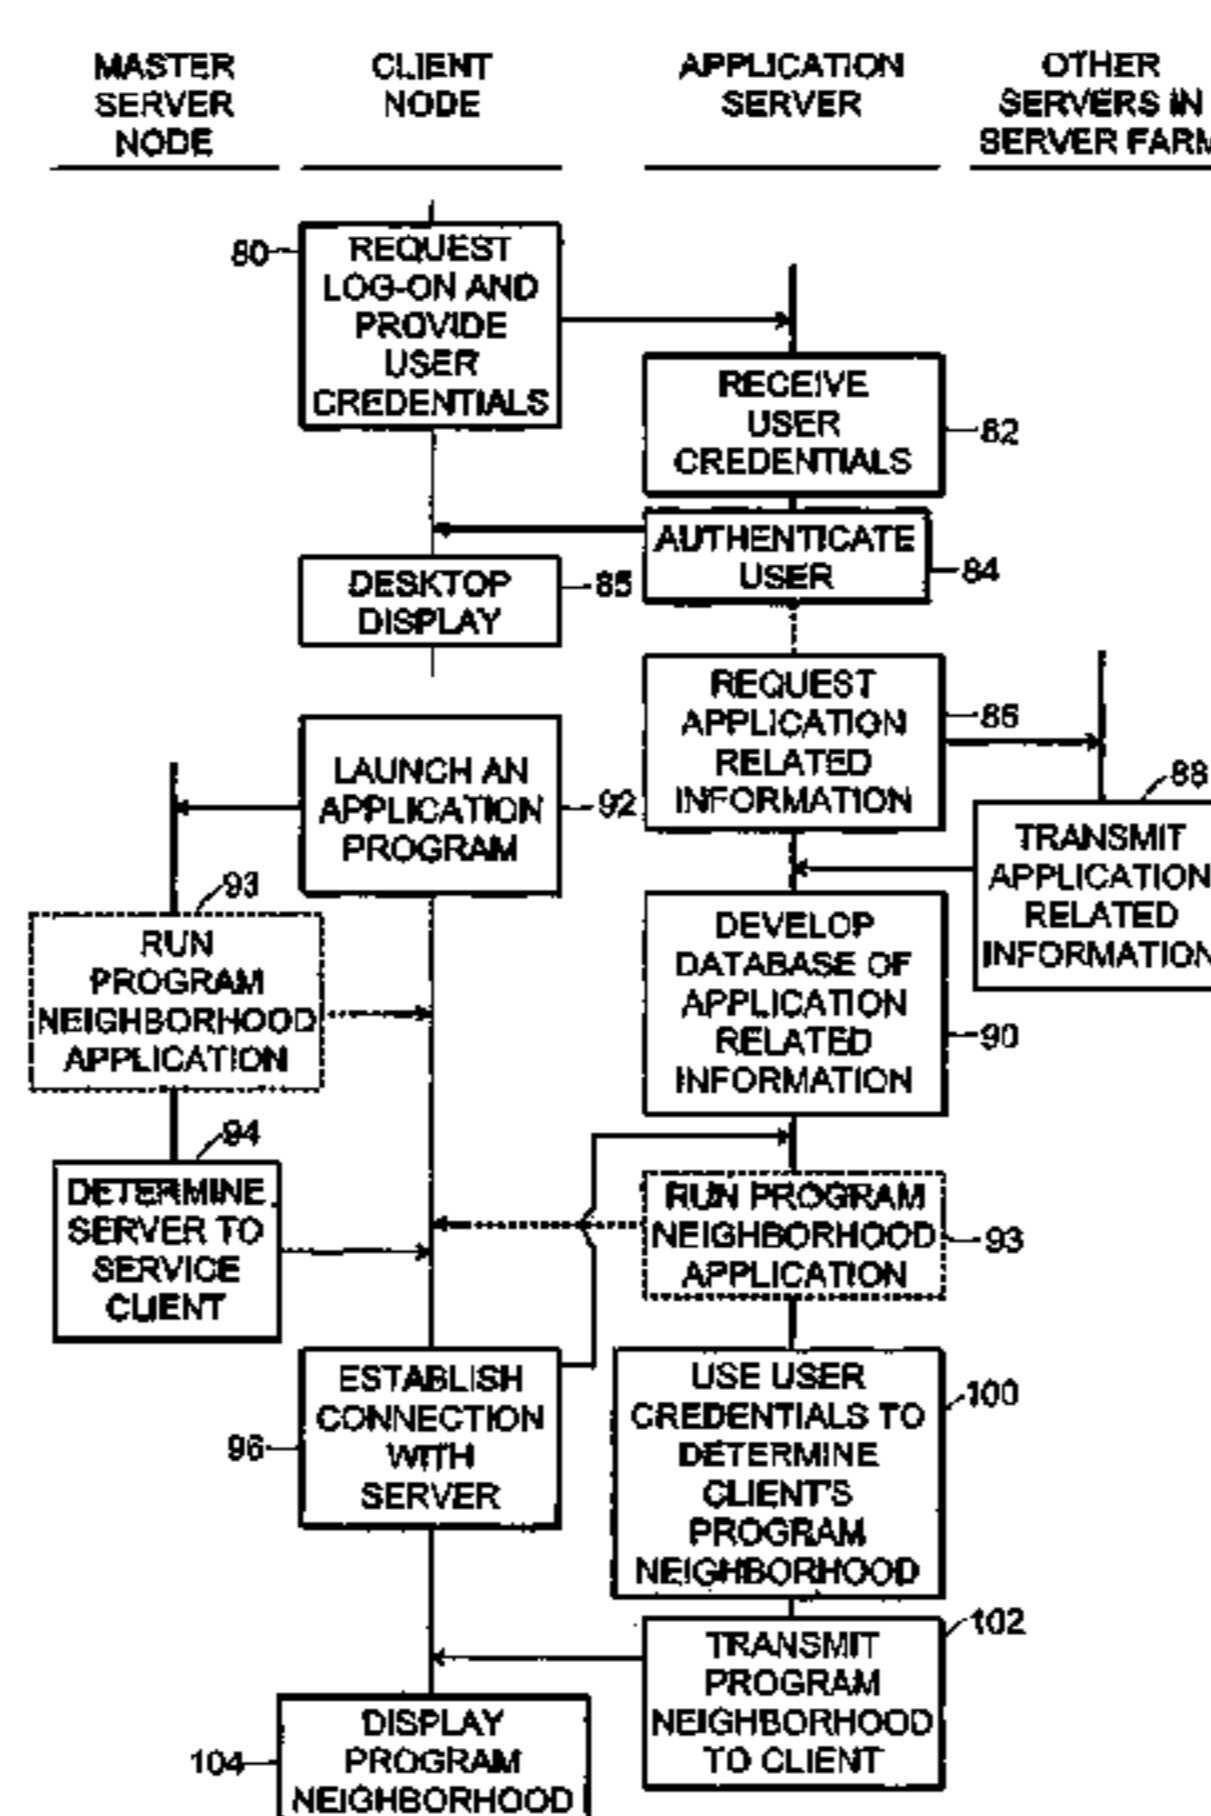 MASTER
SERVER
NODE
CLIENT
NODE
APPLICATION
SERVER
OTHER
SERVERS IN
SERVER FARM
80
REQUEST
LOG-ON AND
PROVIDE
USER
CREDENTIALS
RECEIVE
USER
CREDENTIALS
82
AUTHENTICATE
USER
84
DESKTOP
DISPLAY
85
REQUEST
APPLICATION
RELATED
INFORMATION
86
88
TRANSMIT
APPLICATION
RELATED
INFORMATION
LAUNCH AN
APPLICATION
PROGRAM
92
93
RUN
PROGRAM
NEIGHBORHOOD
APPLICATION
DEVELOP
DATABASE OF
APPLICATION
RELATED
INFORMATION
90
94
DETERMINE
SERVER TO
SERVICE
CLIENT
RUN PROGRAM
NEIGHBORHOOD
APPLICATION
93
96
ESTABLISH
CONNECTION
WITH
SERVER
USE USER
CREDENTIALS TO
DETERMINE
CLIENT'S
PROGRAM
NEIGHBORHOOD
100
TRANSMIT
PROGRAM
NEIGHBORHOOD
TO CLIENT
102
104
DISPLAY
PROGRAM
NEIGHBORHOOD